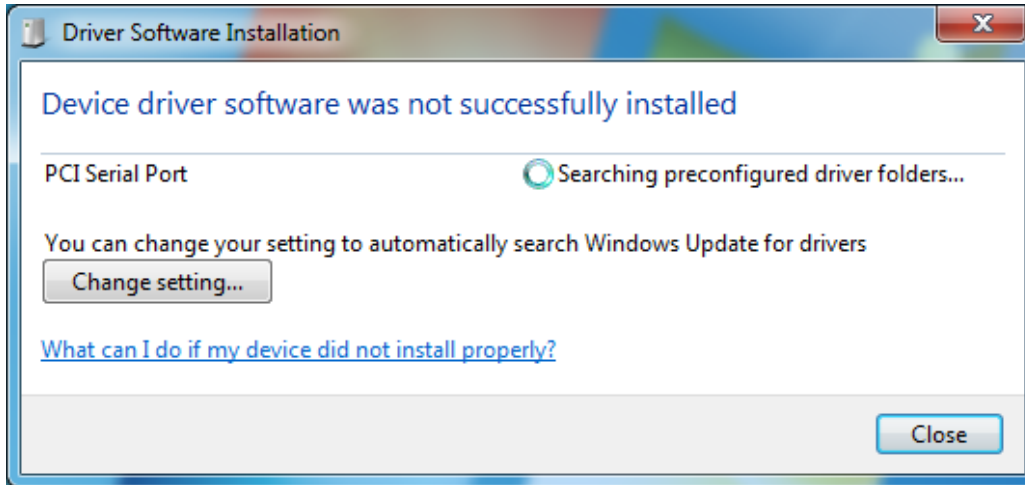 Driver Software Installation
Device driver software was not successfully installed
PCI Serial Port Searching preconfigured driver folders...
You can change your setting to automatically search Windows Update for drivers
Change setting...
What can I do if my device did not install properly?
Close